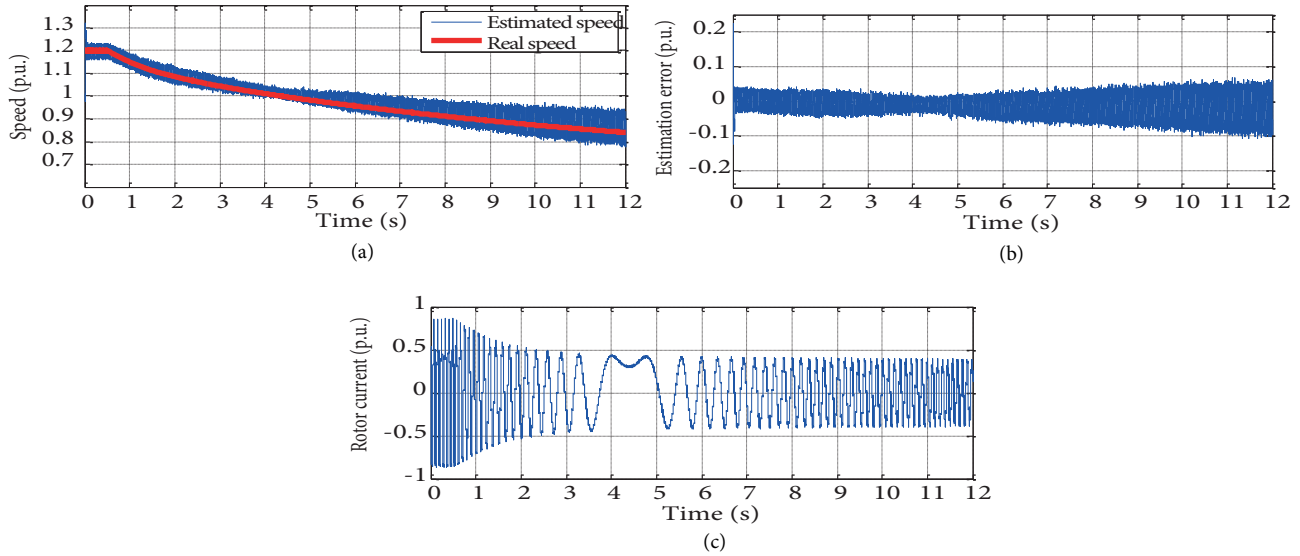 Speed (p.u.)
1.3
1.2
1.1
1
0.9
0.8
0.7
Estimated speed
Real speed
0 1 2 3 4 5 6 7 8 9 10 11 12
Time (s)
(a)
Estimation error (p.u.)
0.2
0.1
0
-0.1
-0.2
0 1 2 3 4 5 6 7 8 9 10 11 12
Time (s)
(b)
Rotor current (p.u.)
1
0.5
0
-0.5
-1
0 1 2 3 4 5 6 7 8 9 10 11 12
Time (s)
(c)